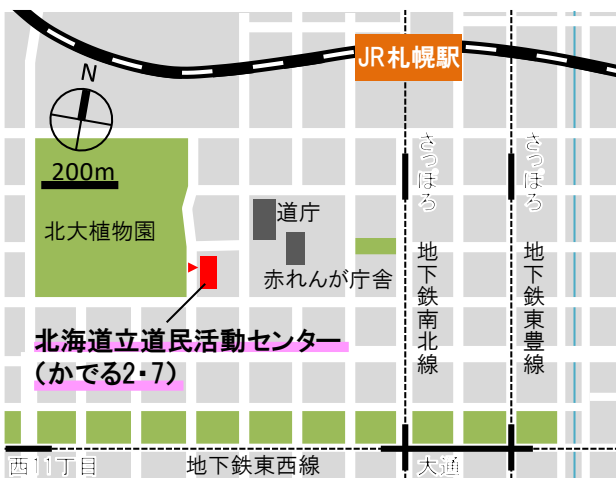 JR札幌駅
N
200m
北大植物園
道庁
赤れんが庁舎
さっぽろ
さっぽろ
地下鉄南北線
地下鉄東豊線
北海道立道民活動センター
(かでる2・7)
西11丁目
地下鉄東西線
大通